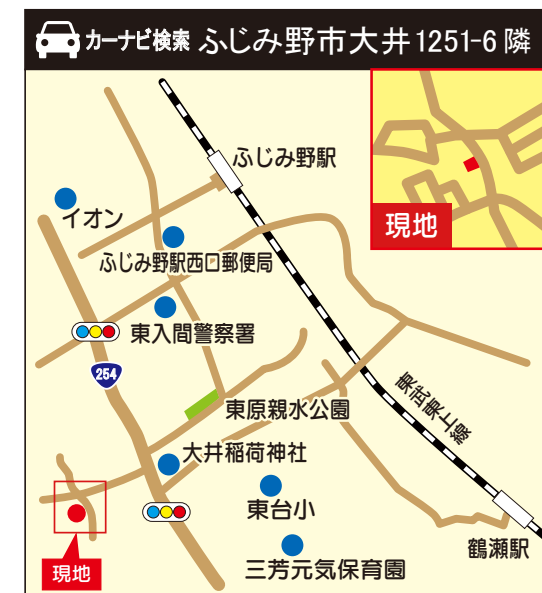 カーナビ検索 ふじみ野市大井1251-6 隣
ふじみ野駅
現地
イオン
ふじみ野駅西口郵便局
東入間警察署
254
東武東上線
東原親水公園
大井稲荷神社
東台小
鶴瀬駅
三芳元気保育園
現地